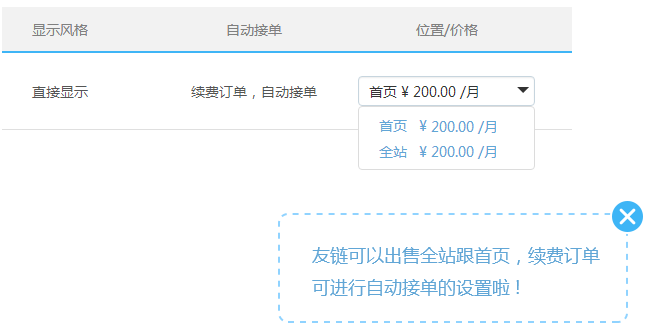 显示风格 自动接单 位置/价格
直接显示 续费订单，自动接单 首页 ¥ 200.00 /月
首页 ¥ 200.00 /月
全站 ¥ 200.00 /月
友链可以出售全站跟首页，续费订单
可进行自动接单的设置啦！